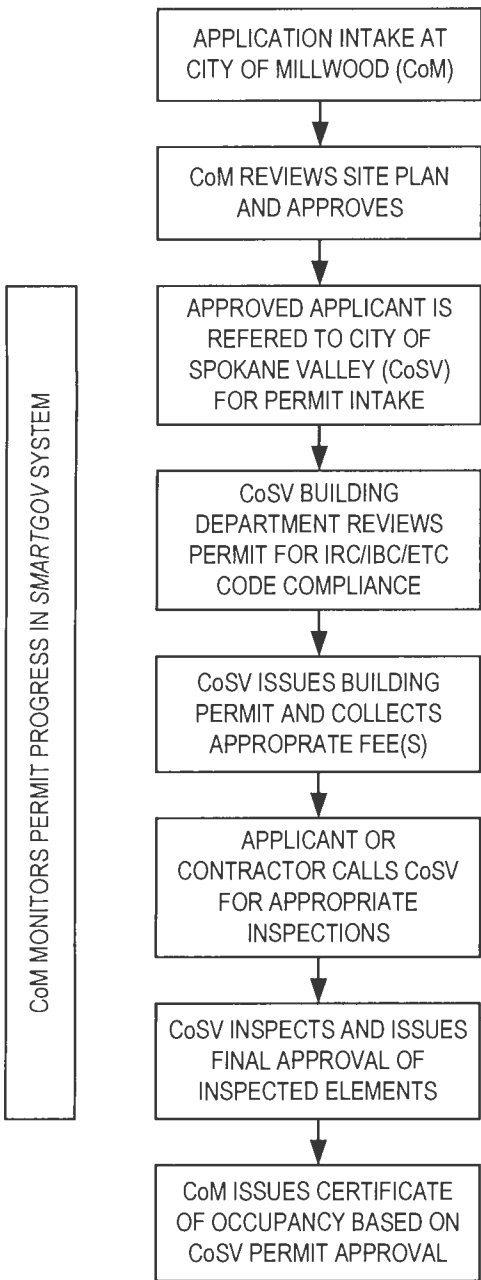 APPLICATION INTAKE AT
CITY OF MILLWOOD (CoM)
CoM REVIEWS SITE PLAN
AND APPROVES
CoM MONITORS PERMIT PROGRESS IN SMARTGOV SYSTEM
APPROVED APPLICANT IS
REFERED TO CITY OF
SPOKANE VALLEY (CoSV)
FOR PERMIT INTAKE
CoSV BUILDING
DEPARTMENT REVIEWS
PERMIT FOR IRC/IBC/ETC
CODE COMPLIANCE
CoSV ISSUES BUILDING
PERMIT AND COLLECTS
APPROPRATE FEE(S)
APPLICANT OR
CONTRACTOR CALLS CoSV
FOR APPROPRIATE
INSPECTIONS
CoSV INSPECTS AND ISSUES
FINAL APPROVAL OF
INSPECTED ELEMENTS
CoM ISSUES CERTIFICATE
OF OCCUPANCY BASED ON
CoSV PERMIT APPROVAL